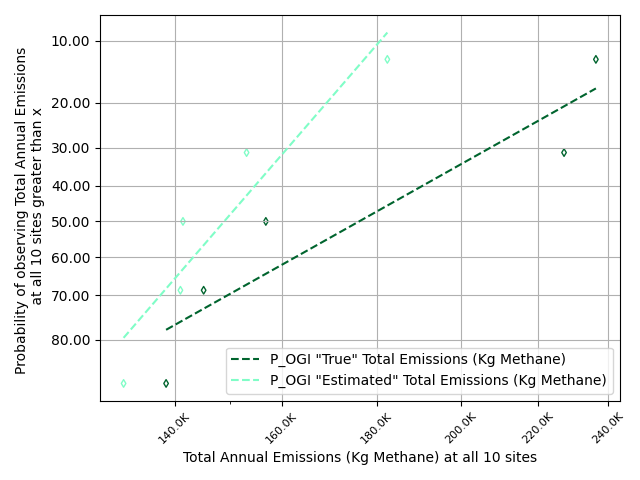 10.00
20.00
30.00
40.00
50.00
60.00
70.00
80.00
Probability of observing Total Annual Emissions
at all 10 sites greater than x
P_OGI "True" Total Emissions (Kg Methane)
P_OGI "Estimated" Total Emissions (Kg Methane)
140.0K
160.0K
180.0K
200.0K
220.0K
240.0K
Total Annual Emissions (Kg Methane) at all 10 sites